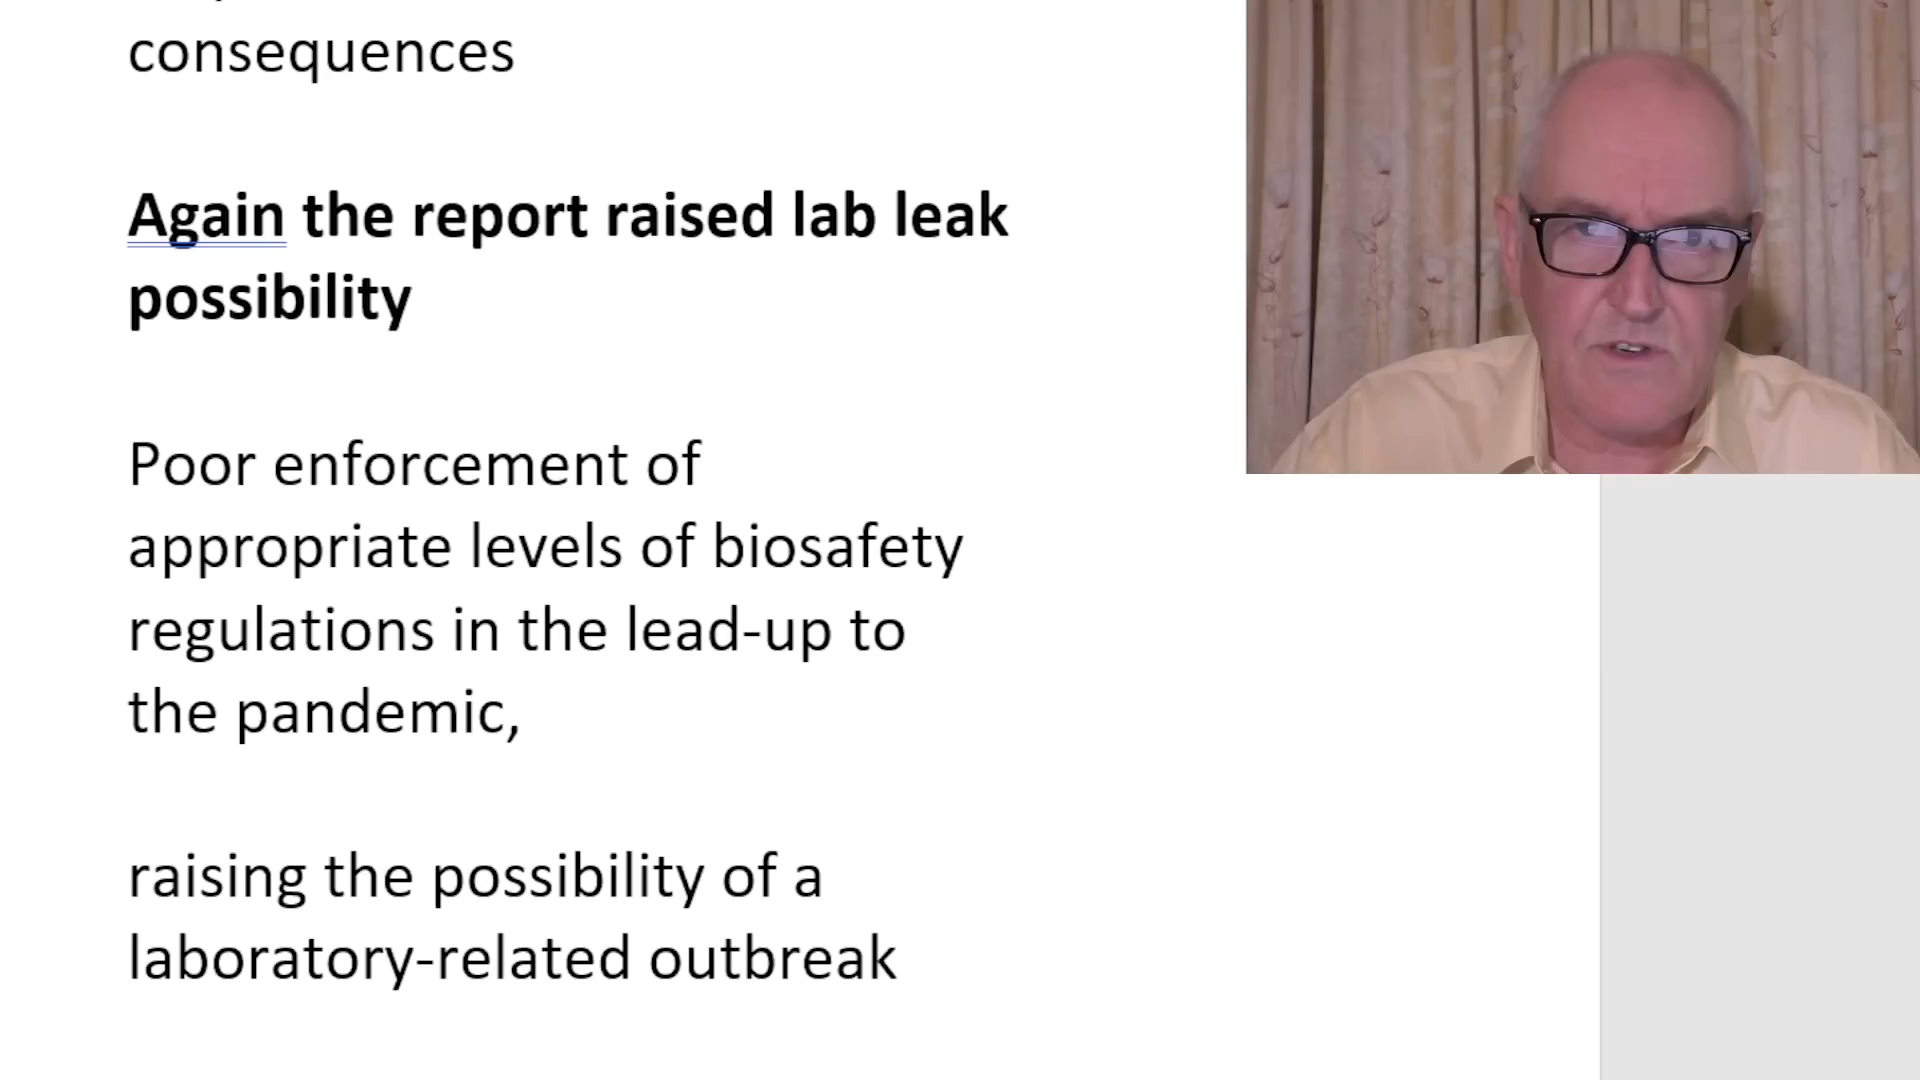 consequences
Again the report raised lab leak
possibility
Poor enforcement of
appropriate levels of biosafety
regulations in the lead-up to
the pandemic,
raising the possibility of a
laboratory-related outbreak